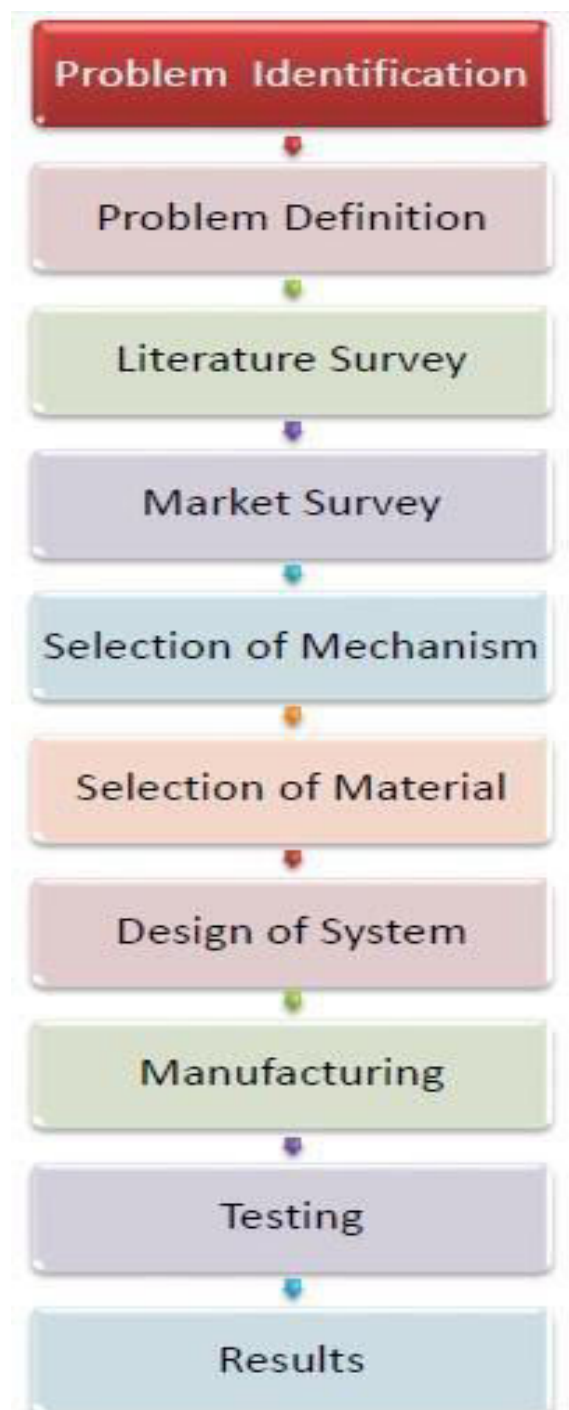 Problem Identification
Problem Definition
Literature Survey
Market Survey
Selection of Mechanism
Selection of Material
Design of System
Manufacturing
Testing
Results